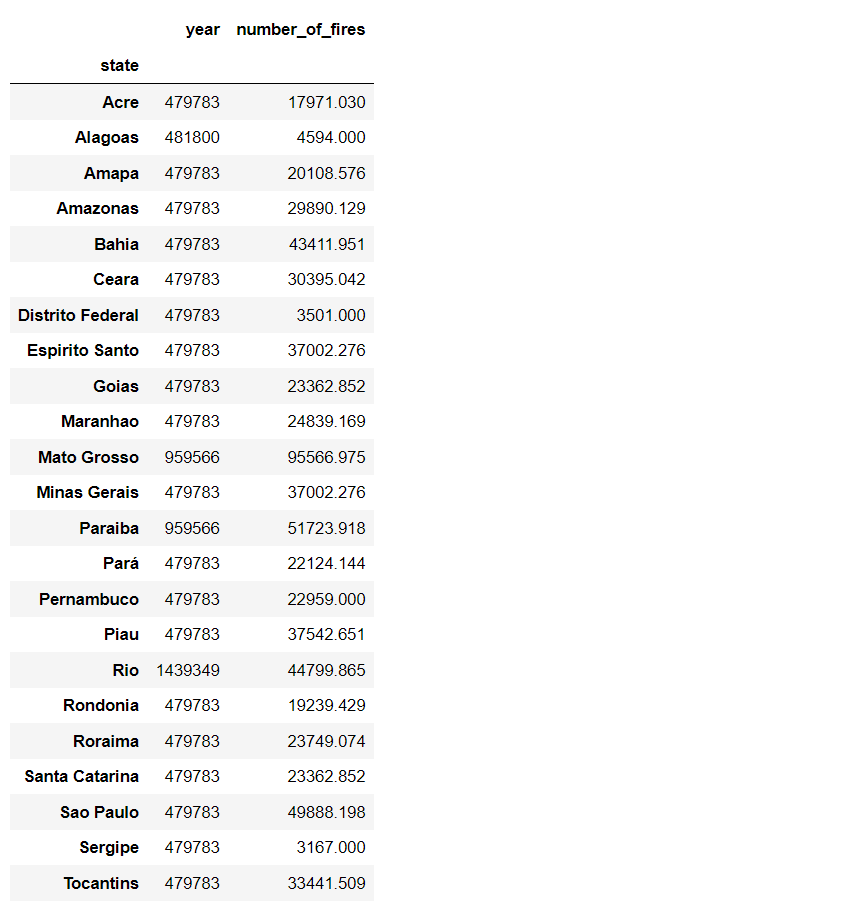 year number_of_fires
state
Acre 479783 17971.030
Alagoas 481800 4594.000
Amapa 479783 20108.576
Amazonas 479783 29890.129
Bahia 479783 43411.951
Ceara 479783 30395.042
Distrito Federal 479783 3501.000
Espirito Santo 479783 37002.276
Goias 479783 23362.852
Maranhao 479783 24839.169
Mato Grosso 959566 95566.975
Minas Gerais 479783 37002.276
Paraiba 959566 51723.918
Pará 479783 22124.144
Pernambuco 479783 22959.000
Piau 479783 37542.651
Rio 1439349 44799.865
Rondonia 479783 19239.429
Roraima 479783 23749.074
Santa Catarina 479783 23362.852
Sao Paulo 479783 49888.198
Sergipe 479783 3167.000
Tocantins 479783 33441.509